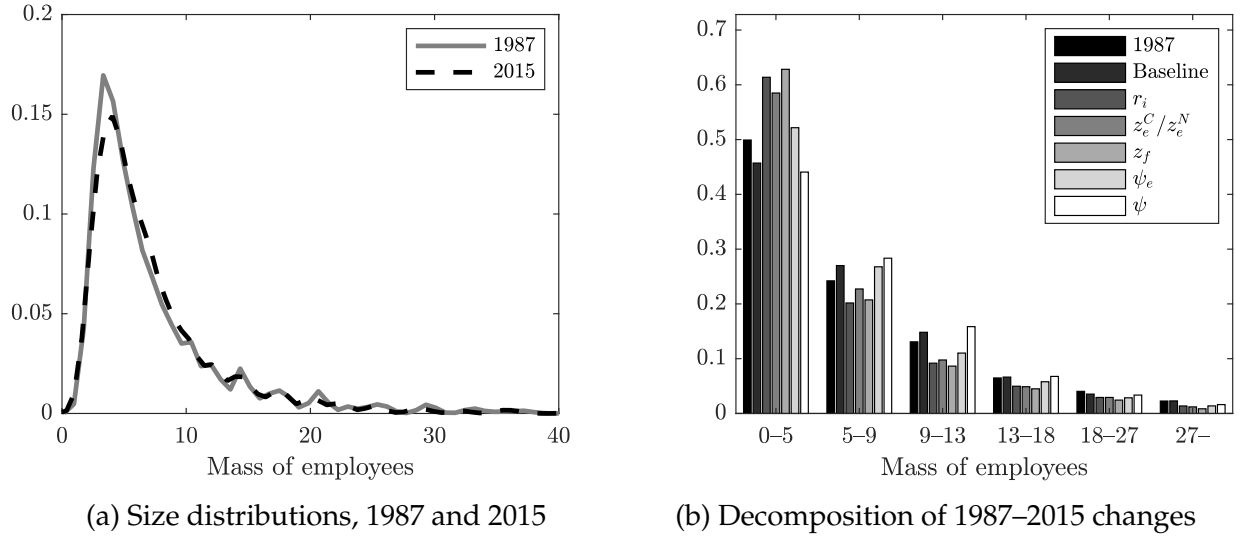 0.2
0.15
0.1
0.05
0
0
10
20
30
40
1987
2015
Mass of employees
(a) Size distributions, 1987 and 2015
0.7
0.6
0.5
0.4
0.3
0.2
0.1
0
0–5
5–9
9–13
13–18
18–27
27–
1987
Baseline
r_i
z_e^C/z_e^N
z_f
ψ_e
ψ
Mass of employees
(b) Decomposition of 1987–2015 changes